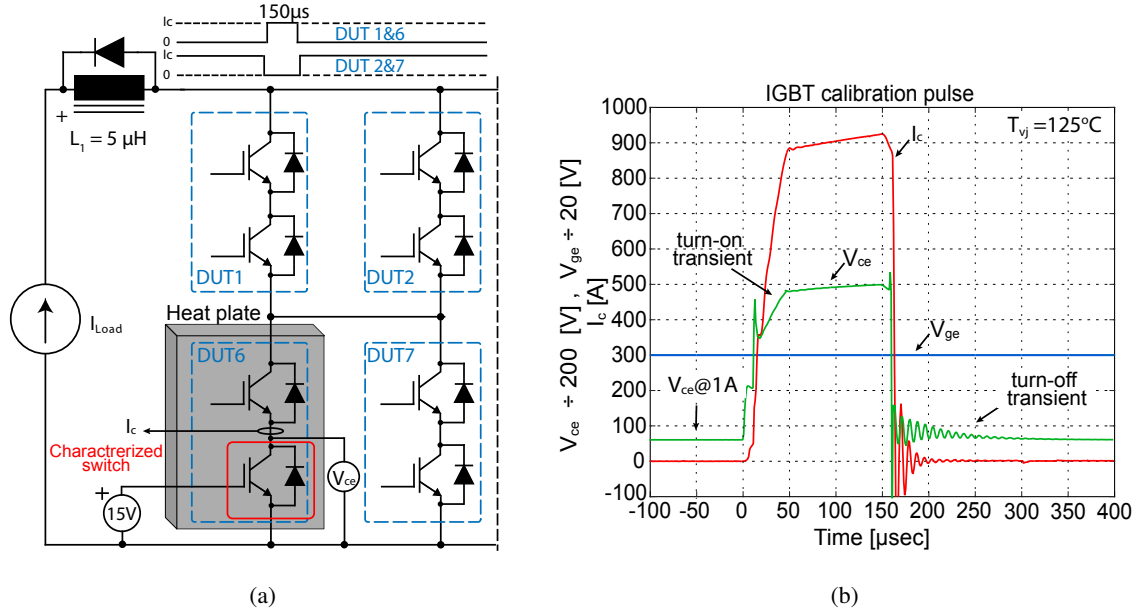 150µs
Ic
0
DUT 1&6
Ic
0
DUT 2&7
+
L1 = 5 µH
DUT1
DUT2
ILoad
Heat plate
DUT6
DUT7
Ic
Charactrerized
switch
+
15V
Vce
(a)
IGBT calibration pulse
Tvj =125ºC
Ic
turn-on
transient
Vce
Vge
Vce@1A
turn-off
transient
Vce ÷ 200 [V] , Vge ÷ 20 [V]
Ic [A]
1000
900
800
700
600
500
400
300
200
100
0
-100
-100 -50 0 50 100 150 200 250 300 350 400
Time [µsec]
(b)